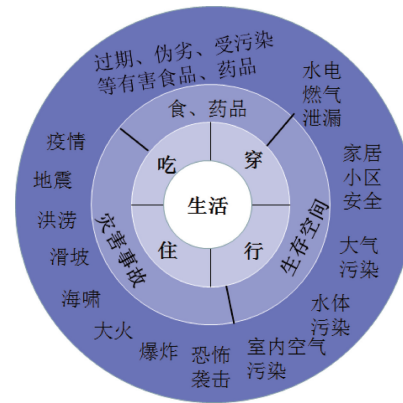 过期、伪劣、受污染
等有害食品、药品
水电
燃气
泄漏
食、药品
疫情
吃
穿
家居
小区
安全
地震
生活
灾害事故
生存空间
洪涝
住
行
大气
污染
滑坡
海啸
水体
污染
大火
爆炸
恐怖
袭击
室内空气
污染